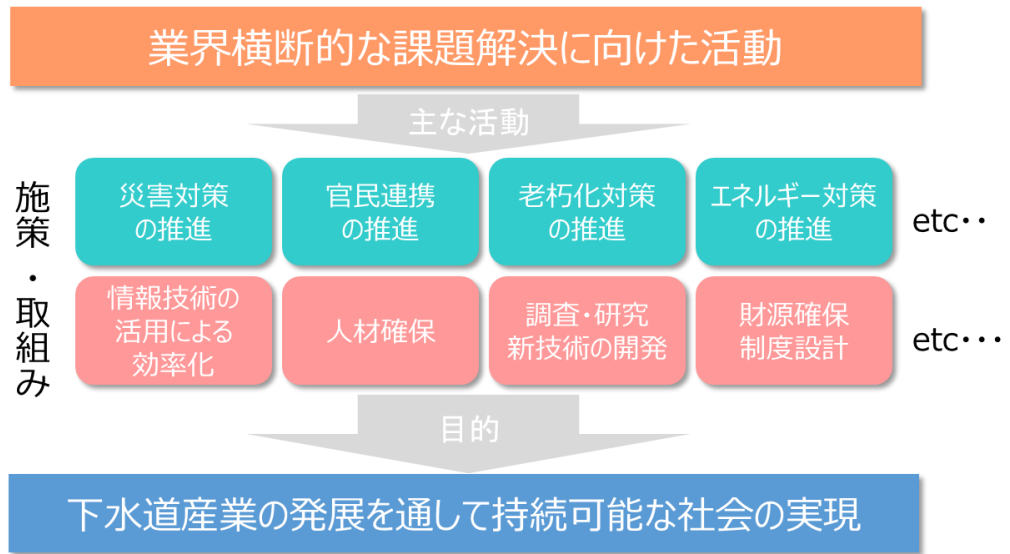 業界横断的な課題解決に向けた活動
主な活動
施策・取組み
災害対策
の推進
官民連携
の推進
老朽化対策
の推進
エネルギー対策
の推進
etc‥
情報技術の
活用による
効率化
人材確保
調査・研究
新技術の開発
財源確保
制度設計
etc･･･
目的
下水道産業の発展を通して持続可能な社会の実現